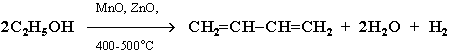 MnO, ZnO,
2C₂H₅OH ⟶ CH₂=CH–CH=CH₂ + 2H₂O + H₂
400-500°C